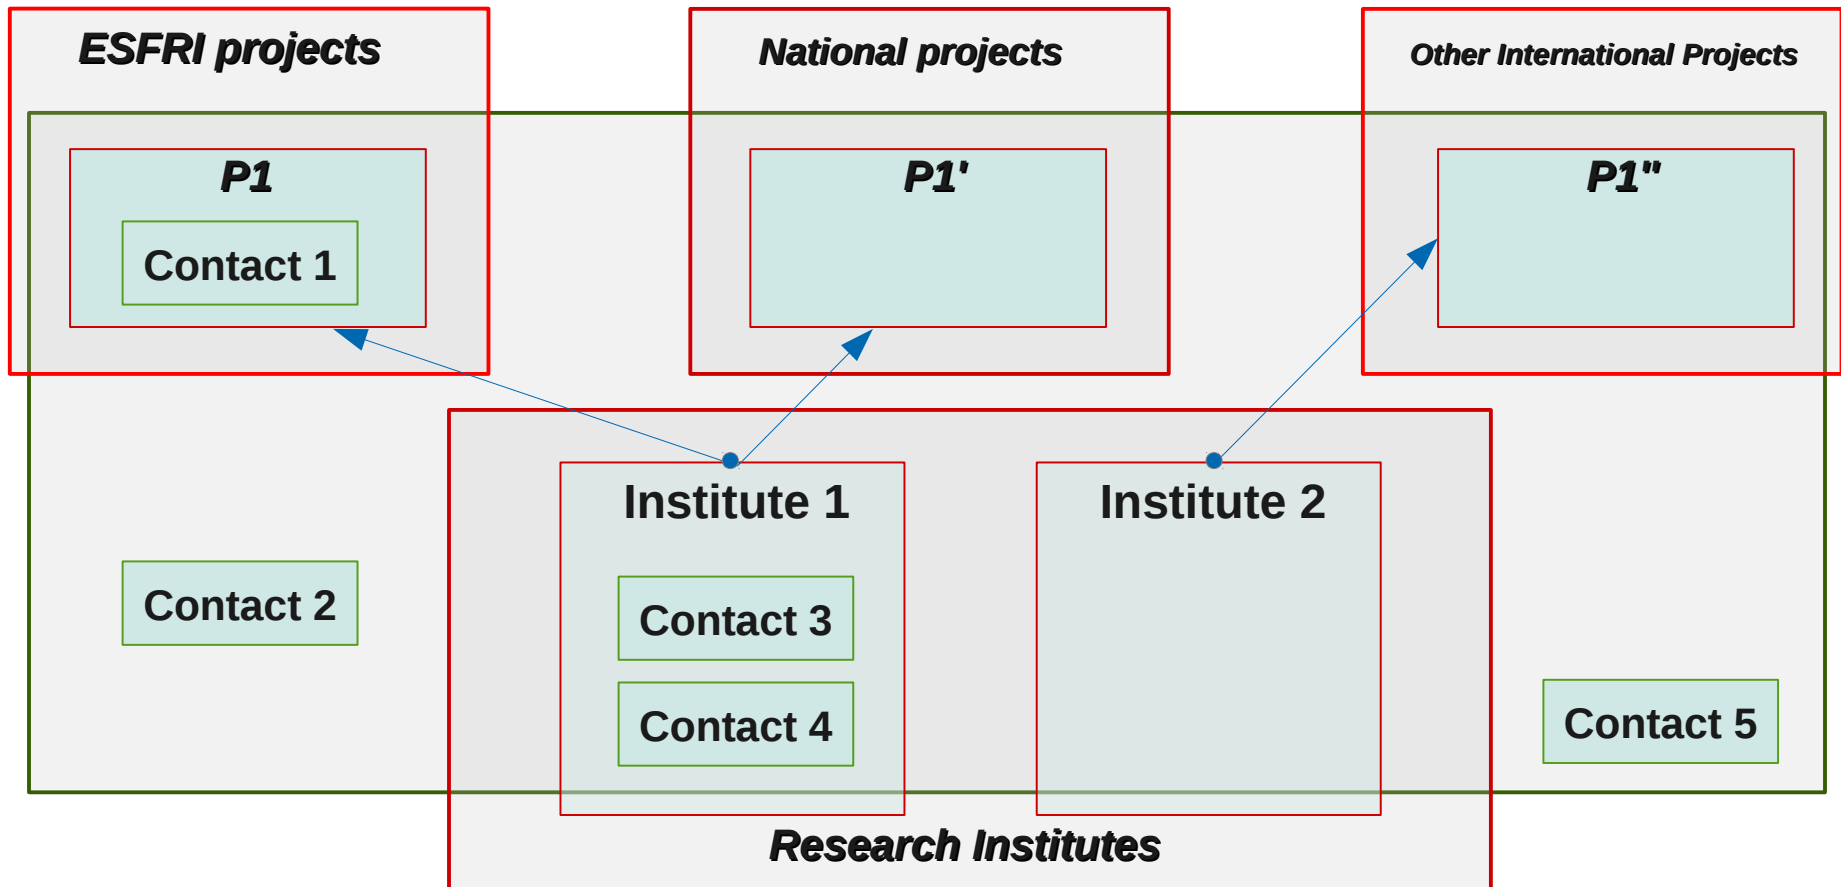 ESFRI projects
National projects
Other International Projects
P1
P1'
P1"
Contact 1
Institute 1
Institute 2
Contact 2
Contact 3
Contact 4
Contact 5
Research Institutes